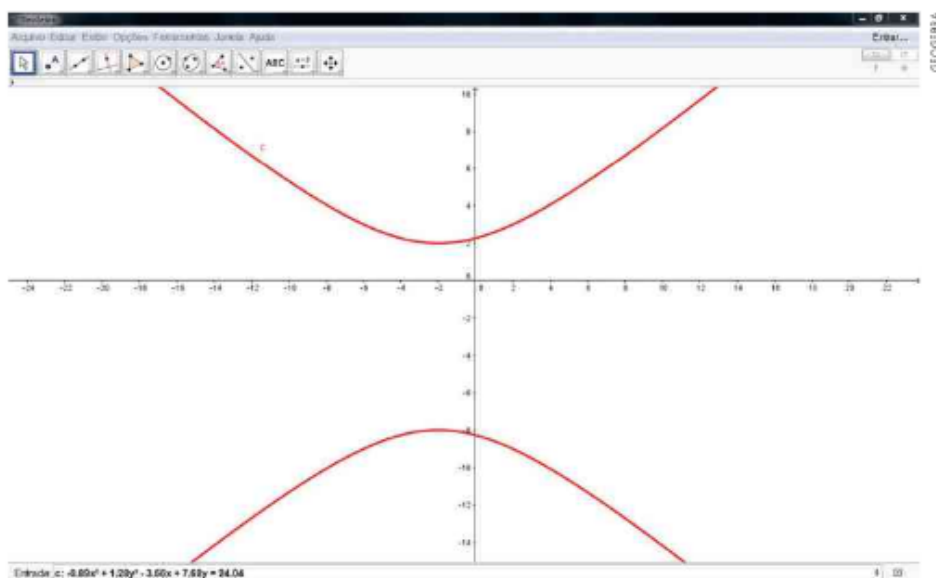 GeoGebra
Arquivo Editar Exibir Opções Ferramentas Janela Ajuda Entrar...
ABC a=2
GEOGEBRA
10
8
c
6
4
2
0
-24 -22 -20 -18 -16 -14 -12 -10 -8 -6 -4 -2 0 2 4 6 8 10 12 14 16 18 20 22
-2
-4
-6
-8
-10
-12
-14
Entrada: c: -0.89x² + 1.28y² - 3.56x + 7.68y = 24.04